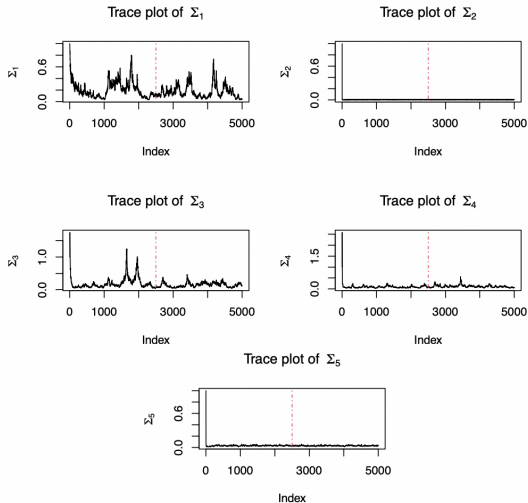 Trace plot of Σ1
Σ1
0.0 0.6
0 1000 3000 5000
Index
Trace plot of Σ2
Σ2
0.0 0.6
0 1000 3000 5000
Index
Trace plot of Σ3
Σ3
0.0 1.0
0 1000 3000 5000
Index
Trace plot of Σ4
Σ4
0.0 1.5
0 1000 3000 5000
Index
Trace plot of Σ5
Σ5
0.0 0.6
0 1000 3000 5000
Index